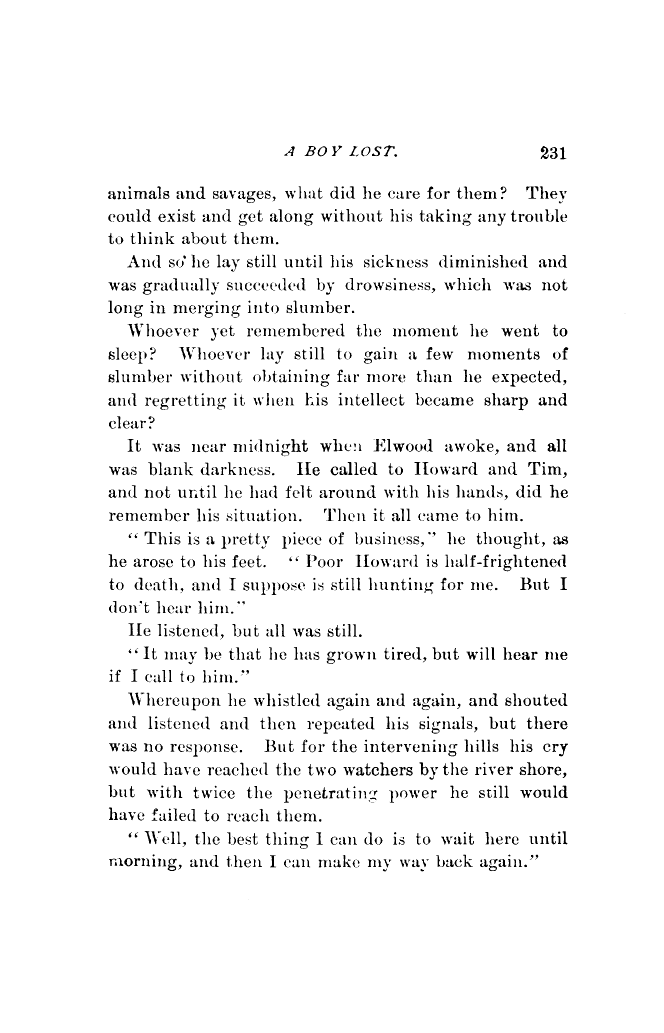 A BOY LOST. 231
animals and savages, what did he care for them? They
could exist and get along without his taking any trouble
to think about them.
And so he lay still until his sickness diminished and
was gradually succeeded by drowsiness, which was not
long in merging into slumber.
Whoever yet remembered the moment he went to
sleep? Whoever lay still to gain a few moments of
slumber without obtaining far more than he expected,
and regretting it when his intellect became sharp and
clear?
It was near midnight when Elwood awoke, and all
was blank darkness. He called to Howard and Tim,
and not until he had felt around with his hands, did he
remember his situation. Then it all came to him.
"This is a pretty piece of business," he thought, as
he arose to his feet. "Poor Howard is half-frightened
to death, and I suppose is still hunting for me. But I
don't hear him."
He listened, but all was still.
"It may be that he has grown tired, but will hear me
if I call to him."
Whereupon he whistled again and again, and shouted
and listened and then repeated his signals, but there
was no response. But for the intervening hills his cry
would have reached the two watchers by the river shore,
but with twice the penetrating power he still would
have failed to reach them.
"Well, the best thing I can do is to wait here until
morning, and then I can make my way back again."